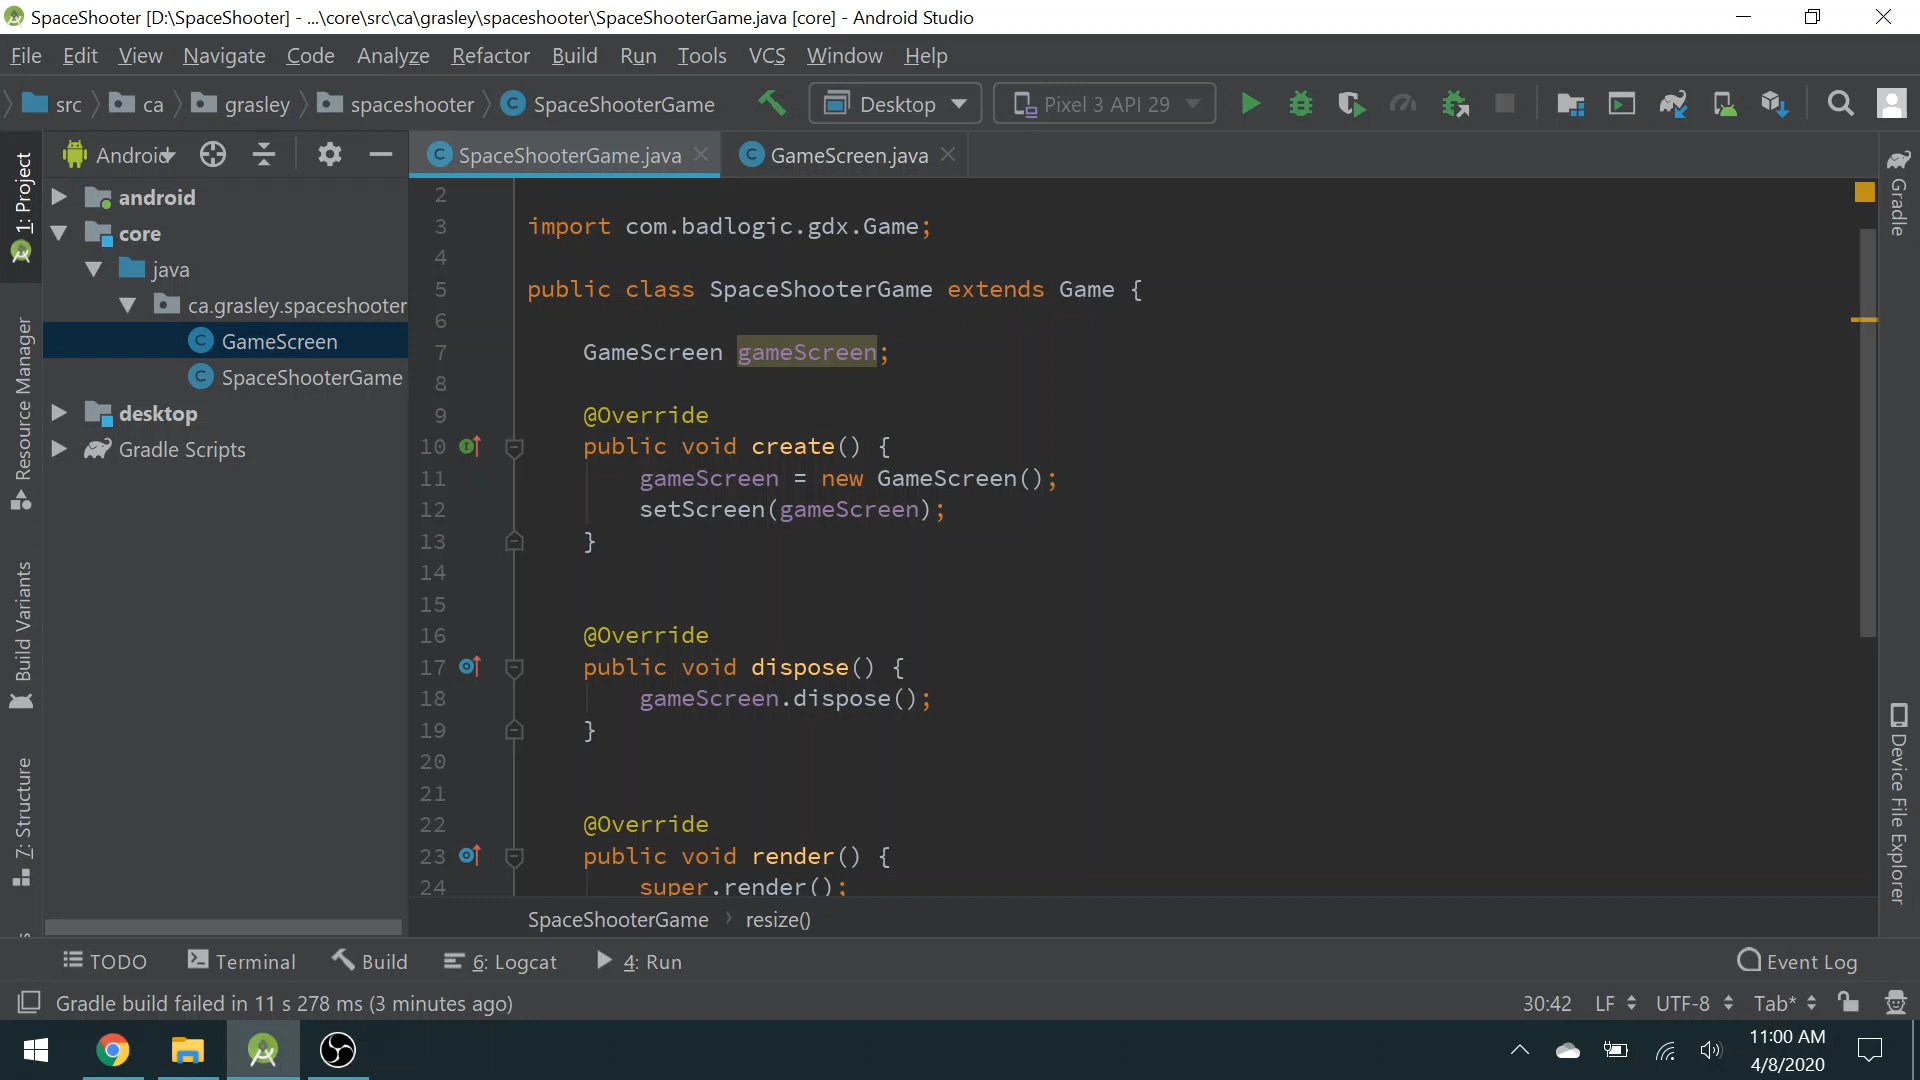 SpaceShooter [D:\SpaceShooter] - ...\core\src\ca\grasley\spaceshooter\SpaceShooterGame.java [core] - Android Studio
File Edit View Navigate Code Analyze Refactor Build Run Tools VCS Window Help
src ca grasley spaceshooter SpaceShooterGame Desktop Pixel 3 API 29
Android
SpaceShooterGame.java GameScreen.java
1: Project
Resource Manager
Build Variants
7: Structure
android
core
java
ca.grasley.spaceshooter
GameScreen
SpaceShooterGame
desktop
Gradle Scripts
2
3 import com.badlogic.gdx.Game;
4
5 public class SpaceShooterGame extends Game {
6
7 GameScreen gameScreen;
8
9 @Override
10 public void create() {
11 gameScreen = new GameScreen();
12 setScreen(gameScreen);
13 }
14
15
16 @Override
17 public void dispose() {
18 gameScreen.dispose();
19 }
20
21
22 @Override
23 public void render() {
24 super.render();
SpaceShooterGame resize()
Gradle
Device File Explorer
TODO Terminal Build 6: Logcat 4: Run Event Log
Gradle build failed in 11 s 278 ms (3 minutes ago) 30:42 LF UTF-8 Tab*
11:00 AM
4/8/2020